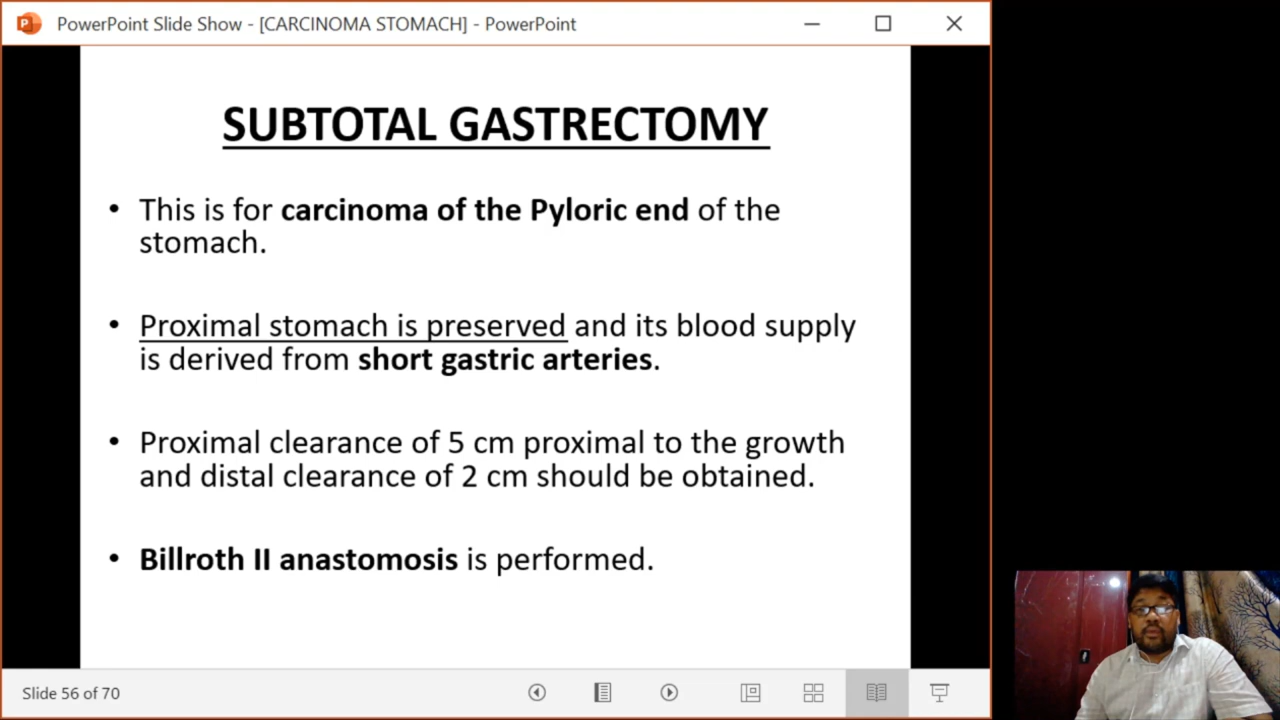 PowerPoint Slide Show - [CARCINOMA STOMACH] - PowerPoint
SUBTOTAL GASTRECTOMY
• This is for carcinoma of the Pyloric end of the
stomach.
• Proximal stomach is preserved and its blood supply
is derived from short gastric arteries.
• Proximal clearance of 5 cm proximal to the growth
and distal clearance of 2 cm should be obtained.
• Billroth II anastomosis is performed.
Slide 56 of 70